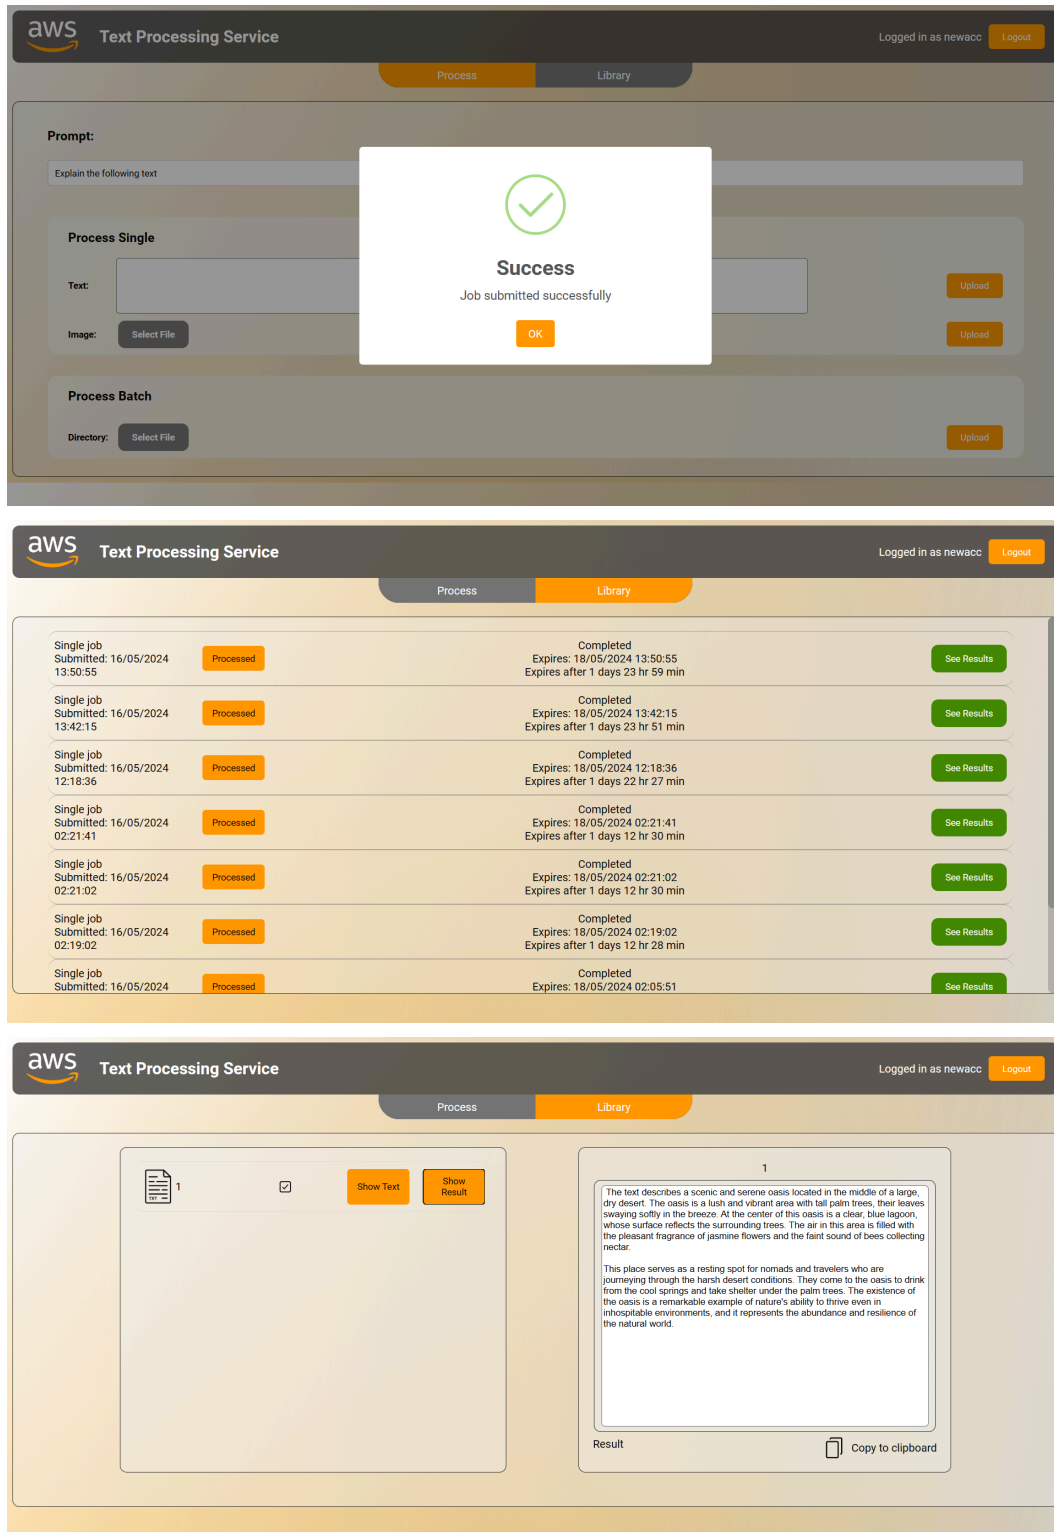 aws
Text Processing Service
Logged in as newacc
Logout
Process
Library
Prompt:
Explain the following text
Process Single
Text:
Upload
Image:
Select File
Upload
Process Batch
Directory:
Select File
Upload
Success
Job submitted successfully
OK
aws
Text Processing Service
Logged in as newacc
Logout
Process
Library
Single job
Submitted: 16/05/2024
13:50:55
Processed
Completed
Expires: 18/05/2024 13:50:55
Expires after 1 days 23 hr 59 min
See Results
Single job
Submitted: 16/05/2024
13:42:15
Processed
Completed
Expires: 18/05/2024 13:42:15
Expires after 1 days 23 hr 51 min
See Results
Single job
Submitted: 16/05/2024
12:18:36
Processed
Completed
Expires: 18/05/2024 12:18:36
Expires after 1 days 22 hr 27 min
See Results
Single job
Submitted: 16/05/2024
02:21:41
Processed
Completed
Expires: 18/05/2024 02:21:41
Expires after 1 days 12 hr 30 min
See Results
Single job
Submitted: 16/05/2024
02:21:02
Processed
Completed
Expires: 18/05/2024 02:21:02
Expires after 1 days 12 hr 30 min
See Results
Single job
Submitted: 16/05/2024
02:19:02
Processed
Completed
Expires: 18/05/2024 02:19:02
Expires after 1 days 12 hr 28 min
See Results
Single job
Submitted: 16/05/2024
Processed
Completed
Expires: 18/05/2024 02:05:51
See Results
aws
Text Processing Service
Logged in as newacc
Logout
Process
Library
TXT
1
Show Text
Show
Result
1
The text describes a scenic and serene oasis located in the middle of a large,
dry desert. The oasis is a lush and vibrant area with tall palm trees, their leaves
swaying softly in the breeze. At the center of this oasis is a clear, blue lagoon,
whose surface reflects the surrounding trees. The air in this area is filled with
the pleasant fragrance of jasmine flowers and the faint sound of bees collecting
nectar.
This place serves as a resting spot for nomads and travelers who are
journeying through the harsh desert conditions. They come to the oasis to drink
from the cool springs and take shelter under the palm trees. The existence of
the oasis is a remarkable example of nature's ability to thrive even in
inhospitable environments, and it represents the abundance and resilience of
the natural world.
Result
Copy to clipboard